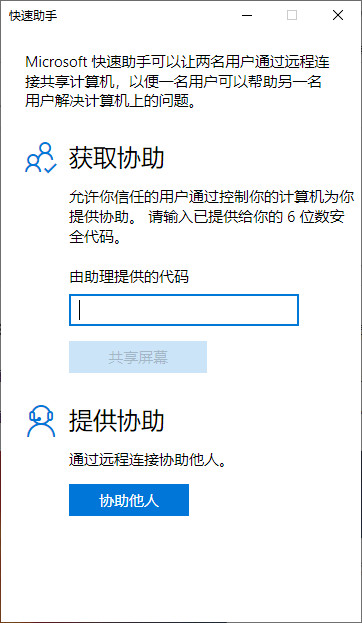 快速助手
Microsoft 快速助手可以让两名用户通过远程连
接共享计算机，以便一名用户可以帮助另一名
用户解决计算机上的问题。
获取协助
允许你信任的用户通过控制你的计算机为你
提供协助。 请输入已提供给你的 6 位数安
全代码。
由助理提供的代码
共享屏幕
提供协助
通过远程连接协助他人。
协助他人